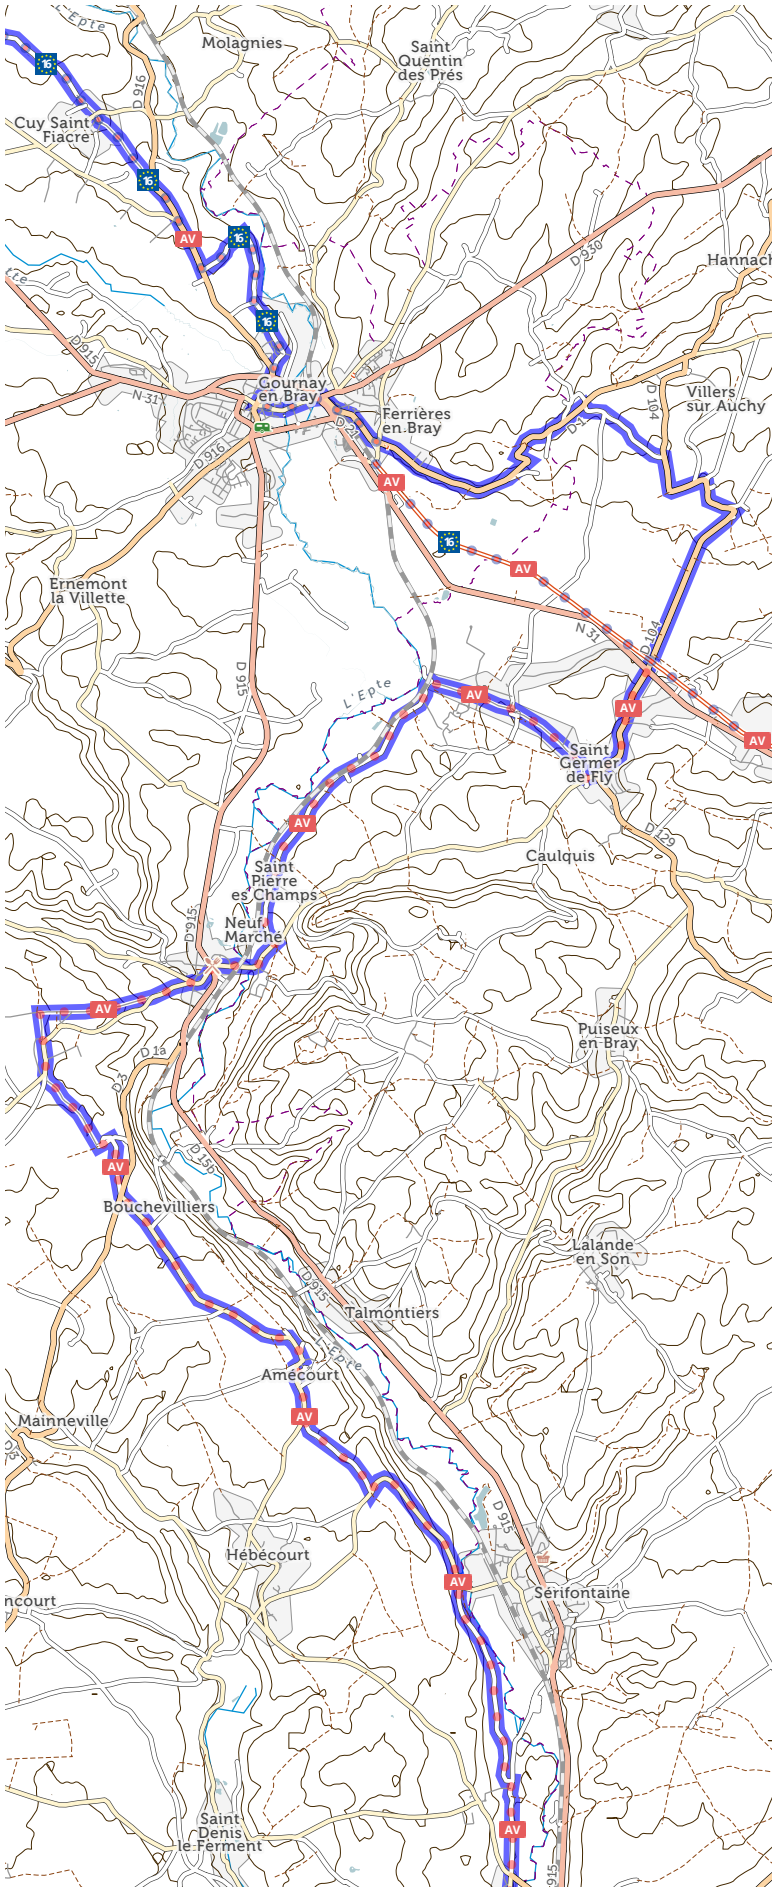 L'Epte
Molagnies
Saint
Quentin
des Prés
16
D 916
Cuy Saint
Fiacre
16
AV
16
D 930
Hannach
tte
16
D 915
N 31
Gournay
en Bray
D 104
Villers
sur Auchy
Ferrières
en Bray
D 21
D 1
D 916
AV
16
AV
Ernemont
la Villette
N 31
D 104
D 915
L'Epte
AV
AV
AV
Saint
Germer
de Fly
AV
D 129
Caulquis
Saint
Pierre
es Champs
D 915
Neuf
Marché
AV
Puiseux
en Bray
D 1a
D 3
D 15b
AV
Bouchevilliers
Lalande
en Son
D 915
Talmontiers
L'Epte
Amécourt
AV
Mainneville
D 915
Hébécourt
AV
Sérifontaine
ncourt
Saint
Denis
le Ferment
AV
915